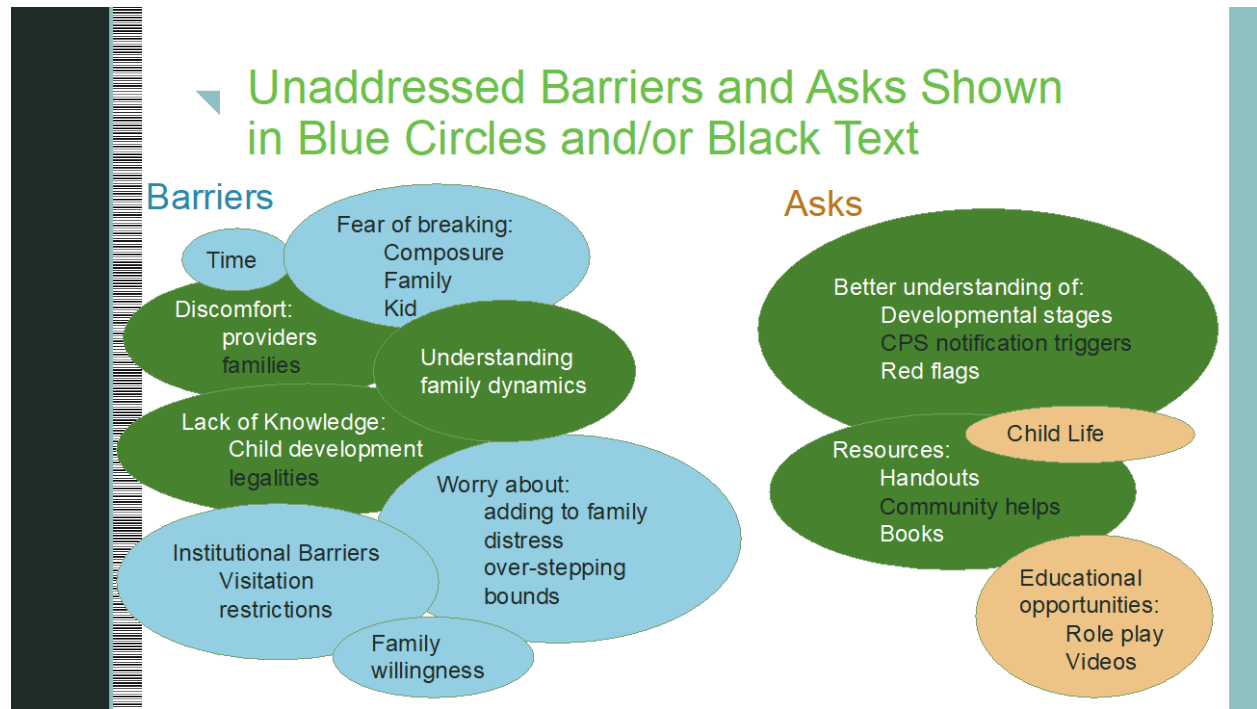 Unaddressed Barriers and Asks Shown
in Blue Circles and/or Black Text
Barriers
Time
Fear of breaking:
Composure
Family
Kid
Discomfort:
providers
families
Understanding
family dynamics
Lack of Knowledge:
Child development
legalities
Worry about:
adding to family
distress
over-stepping
bounds
Institutional Barriers
Visitation
restrictions
Family
willingness
Asks
Better understanding of:
Developmental stages
CPS notification triggers
Red flags
Child Life
Resources:
Handouts
Community helps
Books
Educational
opportunities:
Role play
Videos